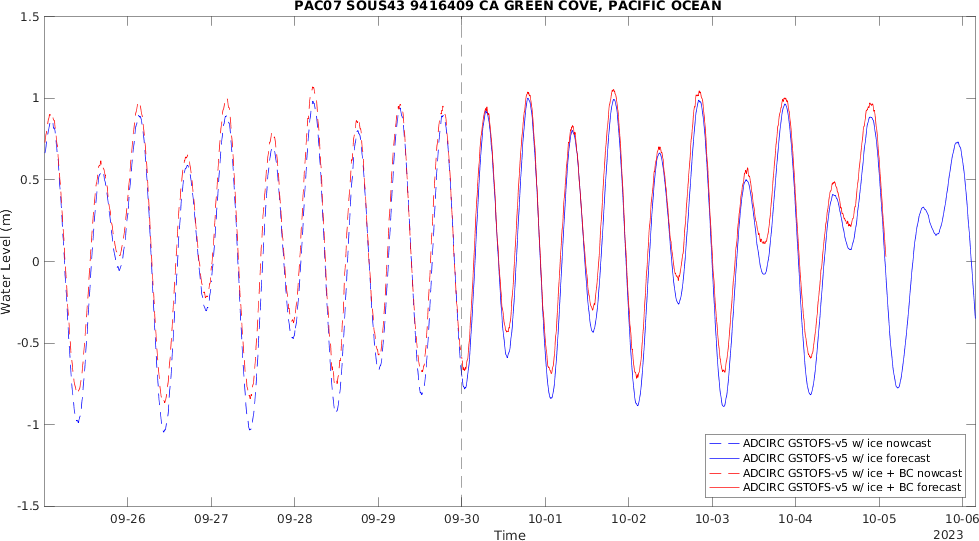 PAC07 SOUS43 9416409 CA GREEN COVE, PACIFIC OCEAN
1.5
1
0.5
0
-0.5
-1
-1.5
Water Level (m)
ADCIRC GSTOFS-v5 w/ ice nowcast
ADCIRC GSTOFS-v5 w/ ice forecast
ADCIRC GSTOFS-v5 w/ ice + BC nowcast
ADCIRC GSTOFS-v5 w/ ice + BC forecast
09-26 09-27 09-28 09-29 09-30 10-01 10-02 10-03 10-04 10-05 10-06
Time
2023